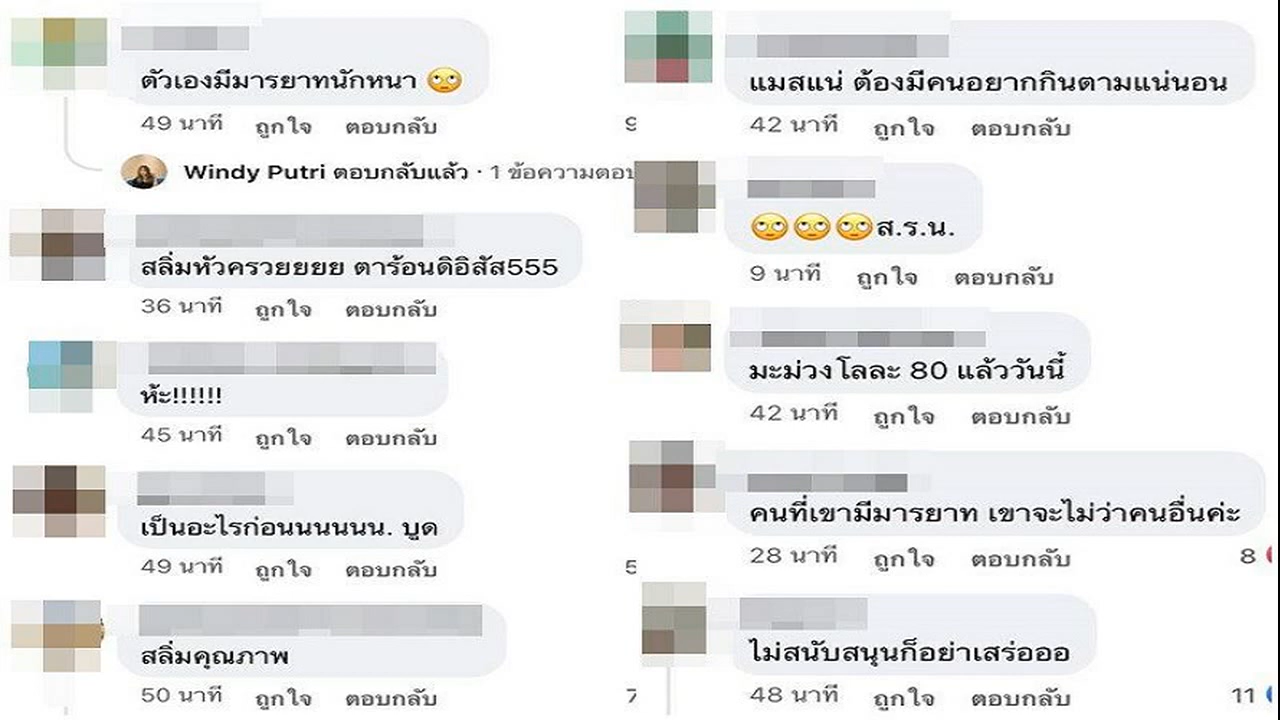 ตัวเองมีมารยาทนักหนา 🙄
49 นาที ถูกใจ ตอบกลับ
Windy Putri ตอบกลับแล้ว · 1 ข้อความตอบ
สลิ่มหัวครวยยยย ตาร้อนดิอิสัส555
36 นาที ถูกใจ ตอบกลับ
ห้ะ!!!!!!
45 นาที ถูกใจ ตอบกลับ
เป็นอะไรก่อนนนนนน. บูด
49 นาที ถูกใจ ตอบกลับ
สลิ่มคุณภาพ
50 นาที ถูกใจ ตอบกลับ
แมสแน่ ต้องมีคนอยากกินตามแน่นอน
9 42 นาที ถูกใจ ตอบกลับ
🙄🙄🙄ส.ร.น.
9 นาที ถูกใจ ตอบกลับ
มะม่วงโลละ 80 แล้ววันนี้
42 นาที ถูกใจ ตอบกลับ
คนที่เขามีมารยาท เขาจะไม่ว่าคนอื่นค่ะ
5 28 นาที ถูกใจ ตอบกลับ 8
ไม่สนับสนุนก็อย่าเสร่อออ
7 48 นาที ถูกใจ ตอบกลับ 11